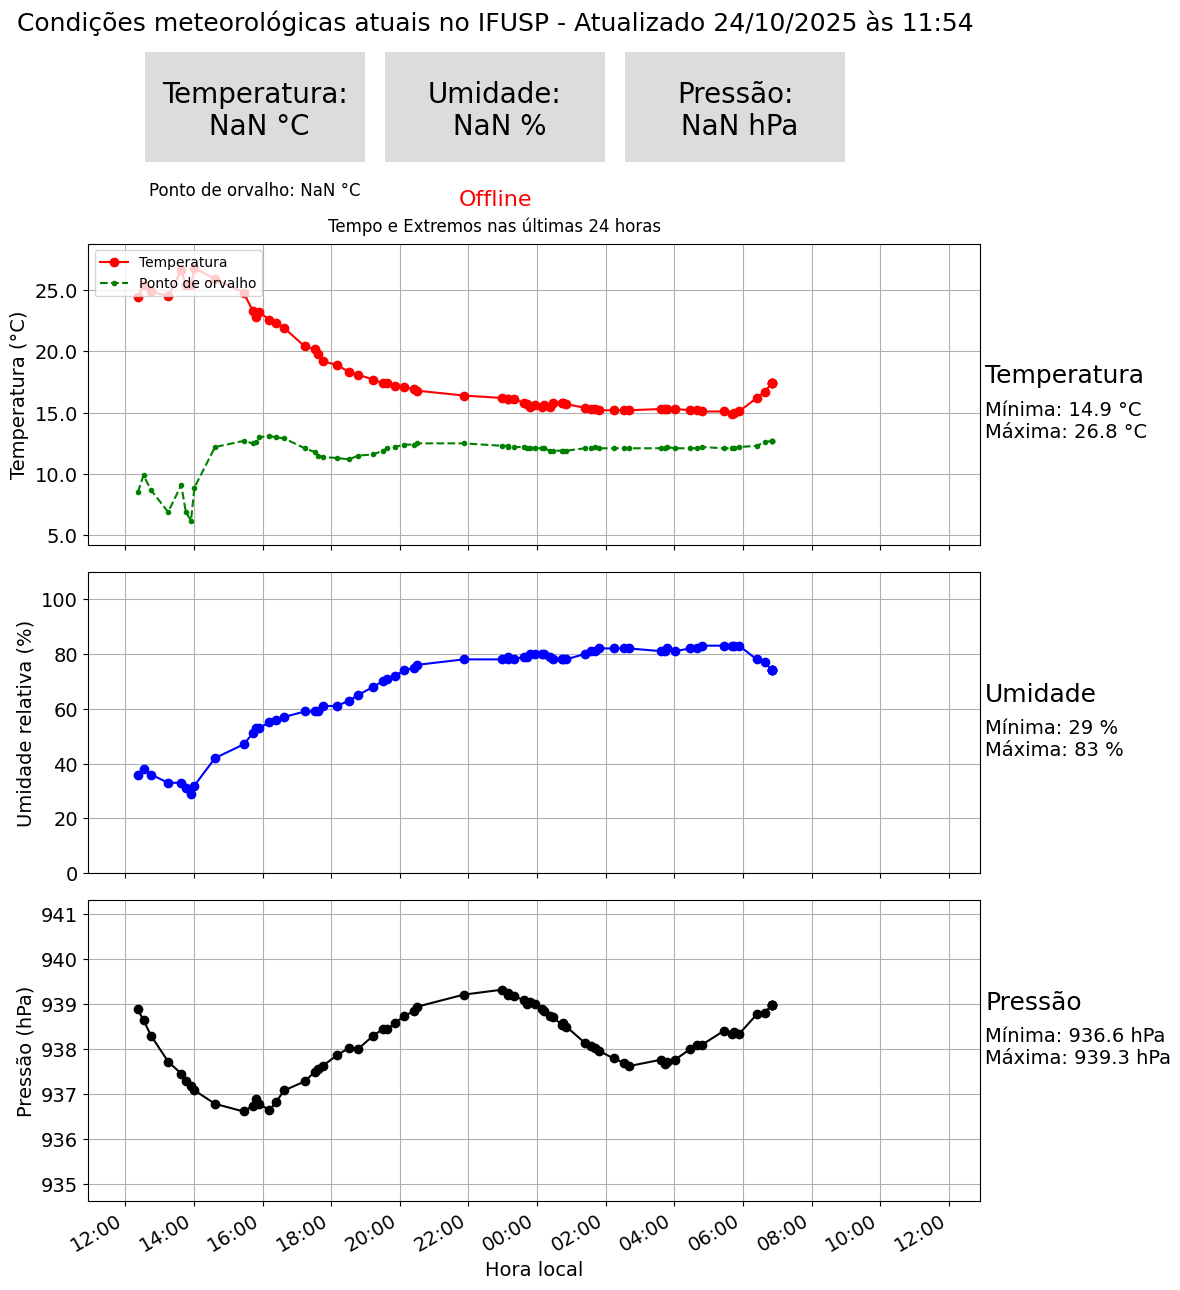 Condições meteorológicas atuais no IFUSP - Atualizado 24/10/2025 às 11:54
Temperatura:
NaN °C
Umidade:
NaN %
Pressão:
NaN hPa
Ponto de orvalho: NaN °C
Offline
Tempo e Extremos nas últimas 24 horas
Temperatura
Ponto de orvalho
Temperatura (°C)
25.0
20.0
15.0
10.0
5.0
Temperatura
Mínima: 14.9 °C
Máxima: 26.8 °C
Umidade relativa (%)
100
80
60
40
20
0
Umidade
Mínima: 29 %
Máxima: 83 %
Pressão (hPa)
941
940
939
938
937
936
935
Pressão
Mínima: 936.6 hPa
Máxima: 939.3 hPa
12:00 14:00 16:00 18:00 20:00 22:00 00:00 02:00 04:00 06:00 08:00 10:00 12:00
Hora local